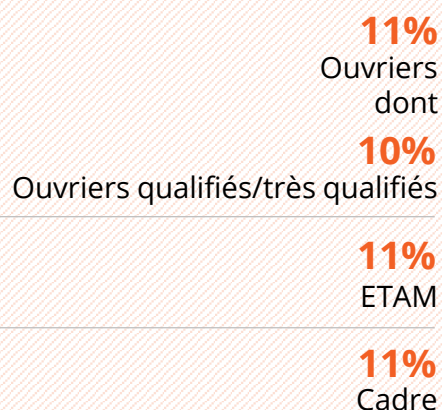 11%
Ouvriers
dont
10%
Ouvriers qualifiés/très qualifiés
11%
ETAM
11%
Cadre